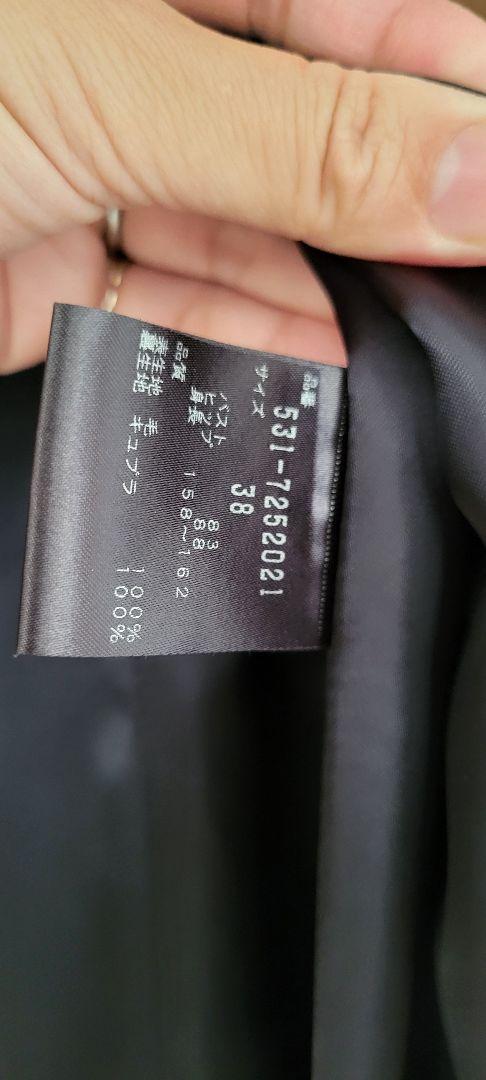 品番 531-7252021
サイズ 38
バスト 83
ヒップ 88
身長 158~162
品質
表生地 毛 100%
裏生地 キュプラ 100%